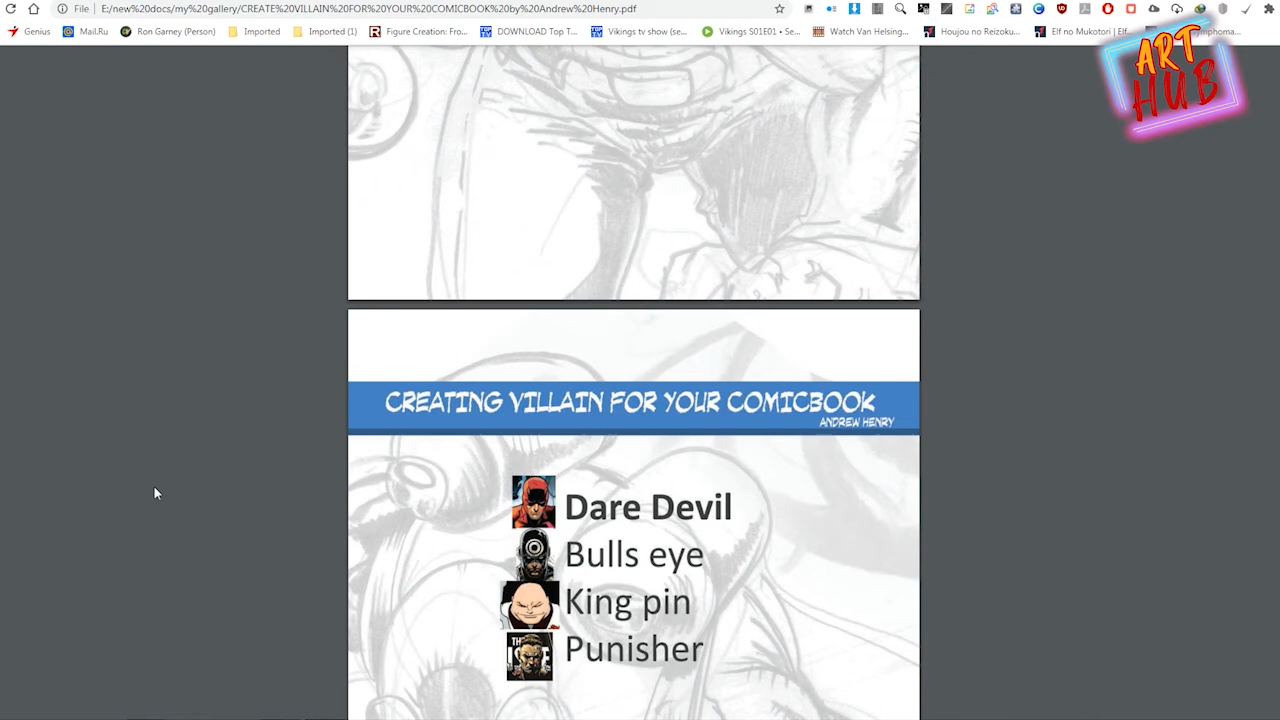 File | E:/new%20docs/my%20gallery/CREATE%20VILLAIN%20FOR%20YOUR%20COMICBOOK%20by%20Andrew%20Henry.pdf
Genius Mail.Ru Ron Garney (Person) Imported Imported (1) Figure Creation: Fro... DOWNLOAD Top T... Vikings tv show (se... Vikings S01E01 • Se... Watch Van Helsing... Houjou no Reizoku... Elf no Mukotori | Elf...
ART
HUB
CREATING VILLAIN FOR YOUR COMICBOOK
ANDREW HENRY
Dare Devil
Bulls eye
King pin
Punisher